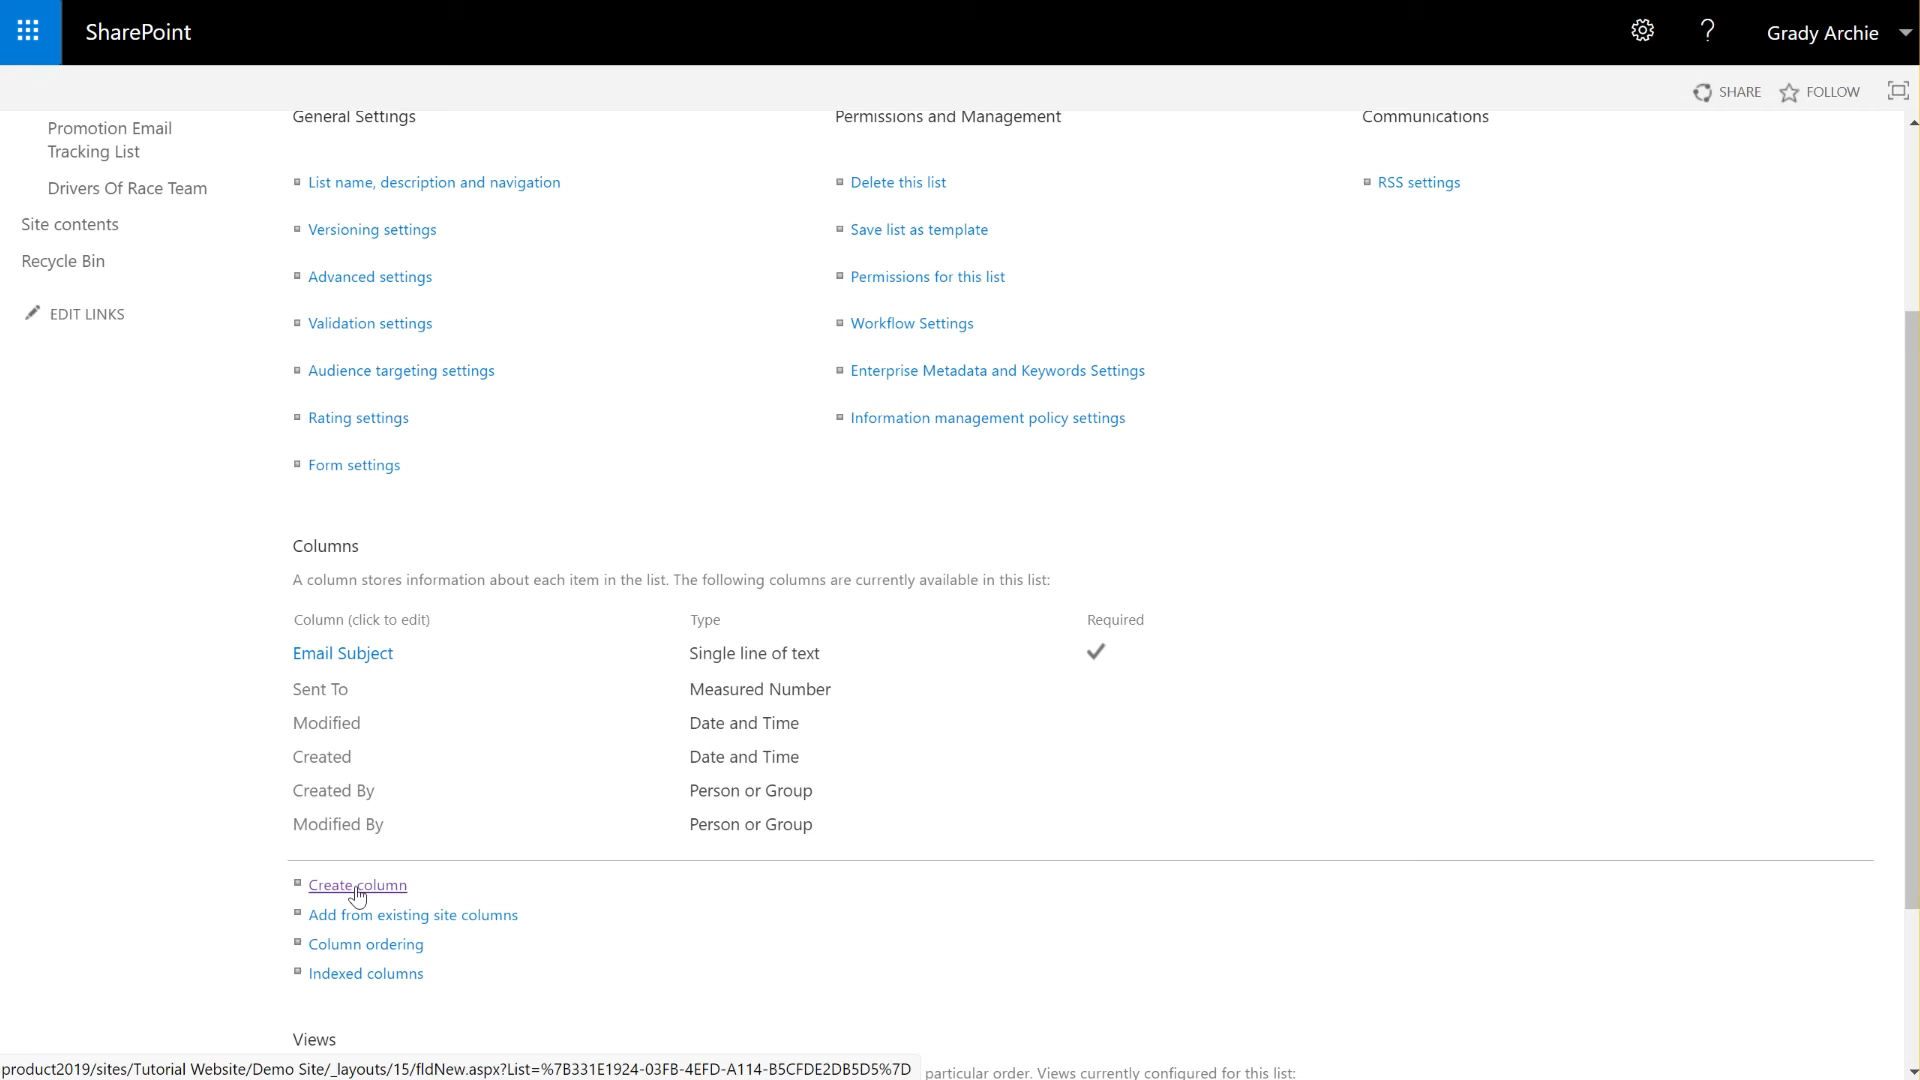 SharePoint
Grady Archie
SHARE
FOLLOW
Promotion Email
Tracking List
Drivers Of Race Team
Site contents
Recycle Bin
EDIT LINKS
General Settings
List name, description and navigation
Versioning settings
Advanced settings
Validation settings
Audience targeting settings
Rating settings
Form settings
Permissions and Management
Delete this list
Save list as template
Permissions for this list
Workflow Settings
Enterprise Metadata and Keywords Settings
Information management policy settings
Communications
RSS settings
Columns
A column stores information about each item in the list. The following columns are currently available in this list:
Column (click to edit) Type Required
Email Subject Single line of text
Sent To Measured Number
Modified Date and Time
Created Date and Time
Created By Person or Group
Modified By Person or Group
Create column
Add from existing site columns
Column ordering
Indexed columns
Views
product2019/sites/Tutorial Website/Demo Site/_layouts/15/fldNew.aspx?List=%7B331E1924-03FB-4EFD-A114-B5CFDE2DB5D5%7D
particular order. Views currently configured for this list: